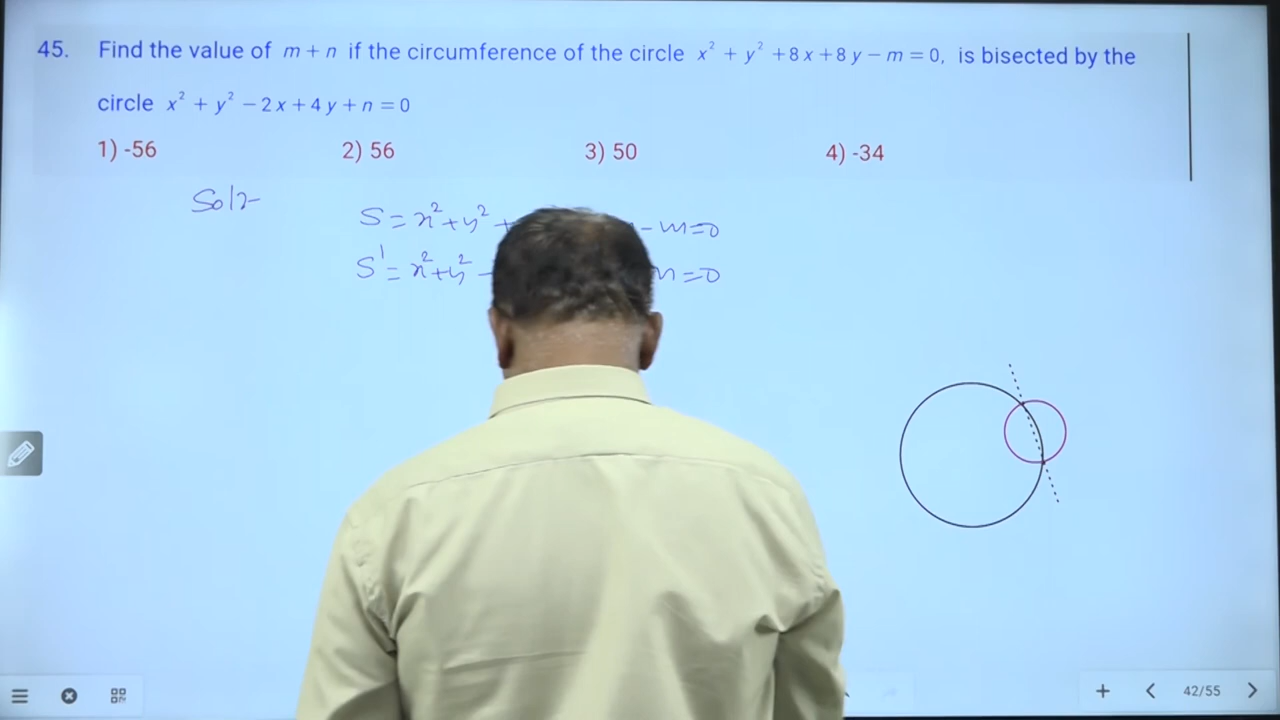 45. Find the value of m + n if the circumference of the circle x² + y² + 8x + 8y − m = 0, is bisected by the
circle x² + y² − 2x + 4y + n = 0
1) -56 2) 56 3) 50 4) -34
Sol:-
S = x² + y² + − m = 0
S' = x² + y² − n = 0
42/55